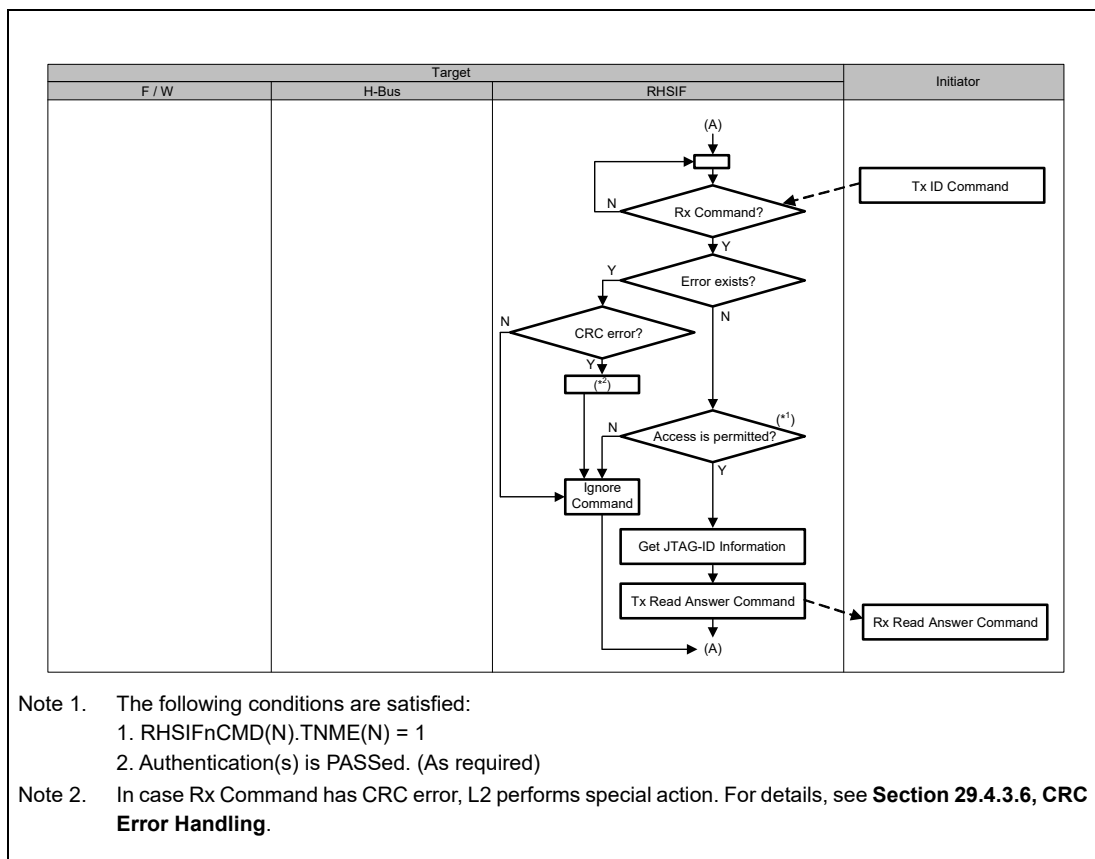 Target
Initiator
F / W
H-Bus
RHSIF
(A)
Tx ID Command
N
Rx Command?
Y
Y
Error exists?
N
N
CRC error?
Y
(*2)
(*1)
N
Access is permitted?
Y
Ignore
Command
Get JTAG-ID Information
Tx Read Answer Command
Rx Read Answer Command
(A)
Note 1. The following conditions are satisfied:
1. RHSIFnCMD(N).TNME(N) = 1
2. Authentication(s) is PASSed. (As required)
Note 2. In case Rx Command has CRC error, L2 performs special action. For details, see Section 29.4.3.6, CRC
Error Handling.